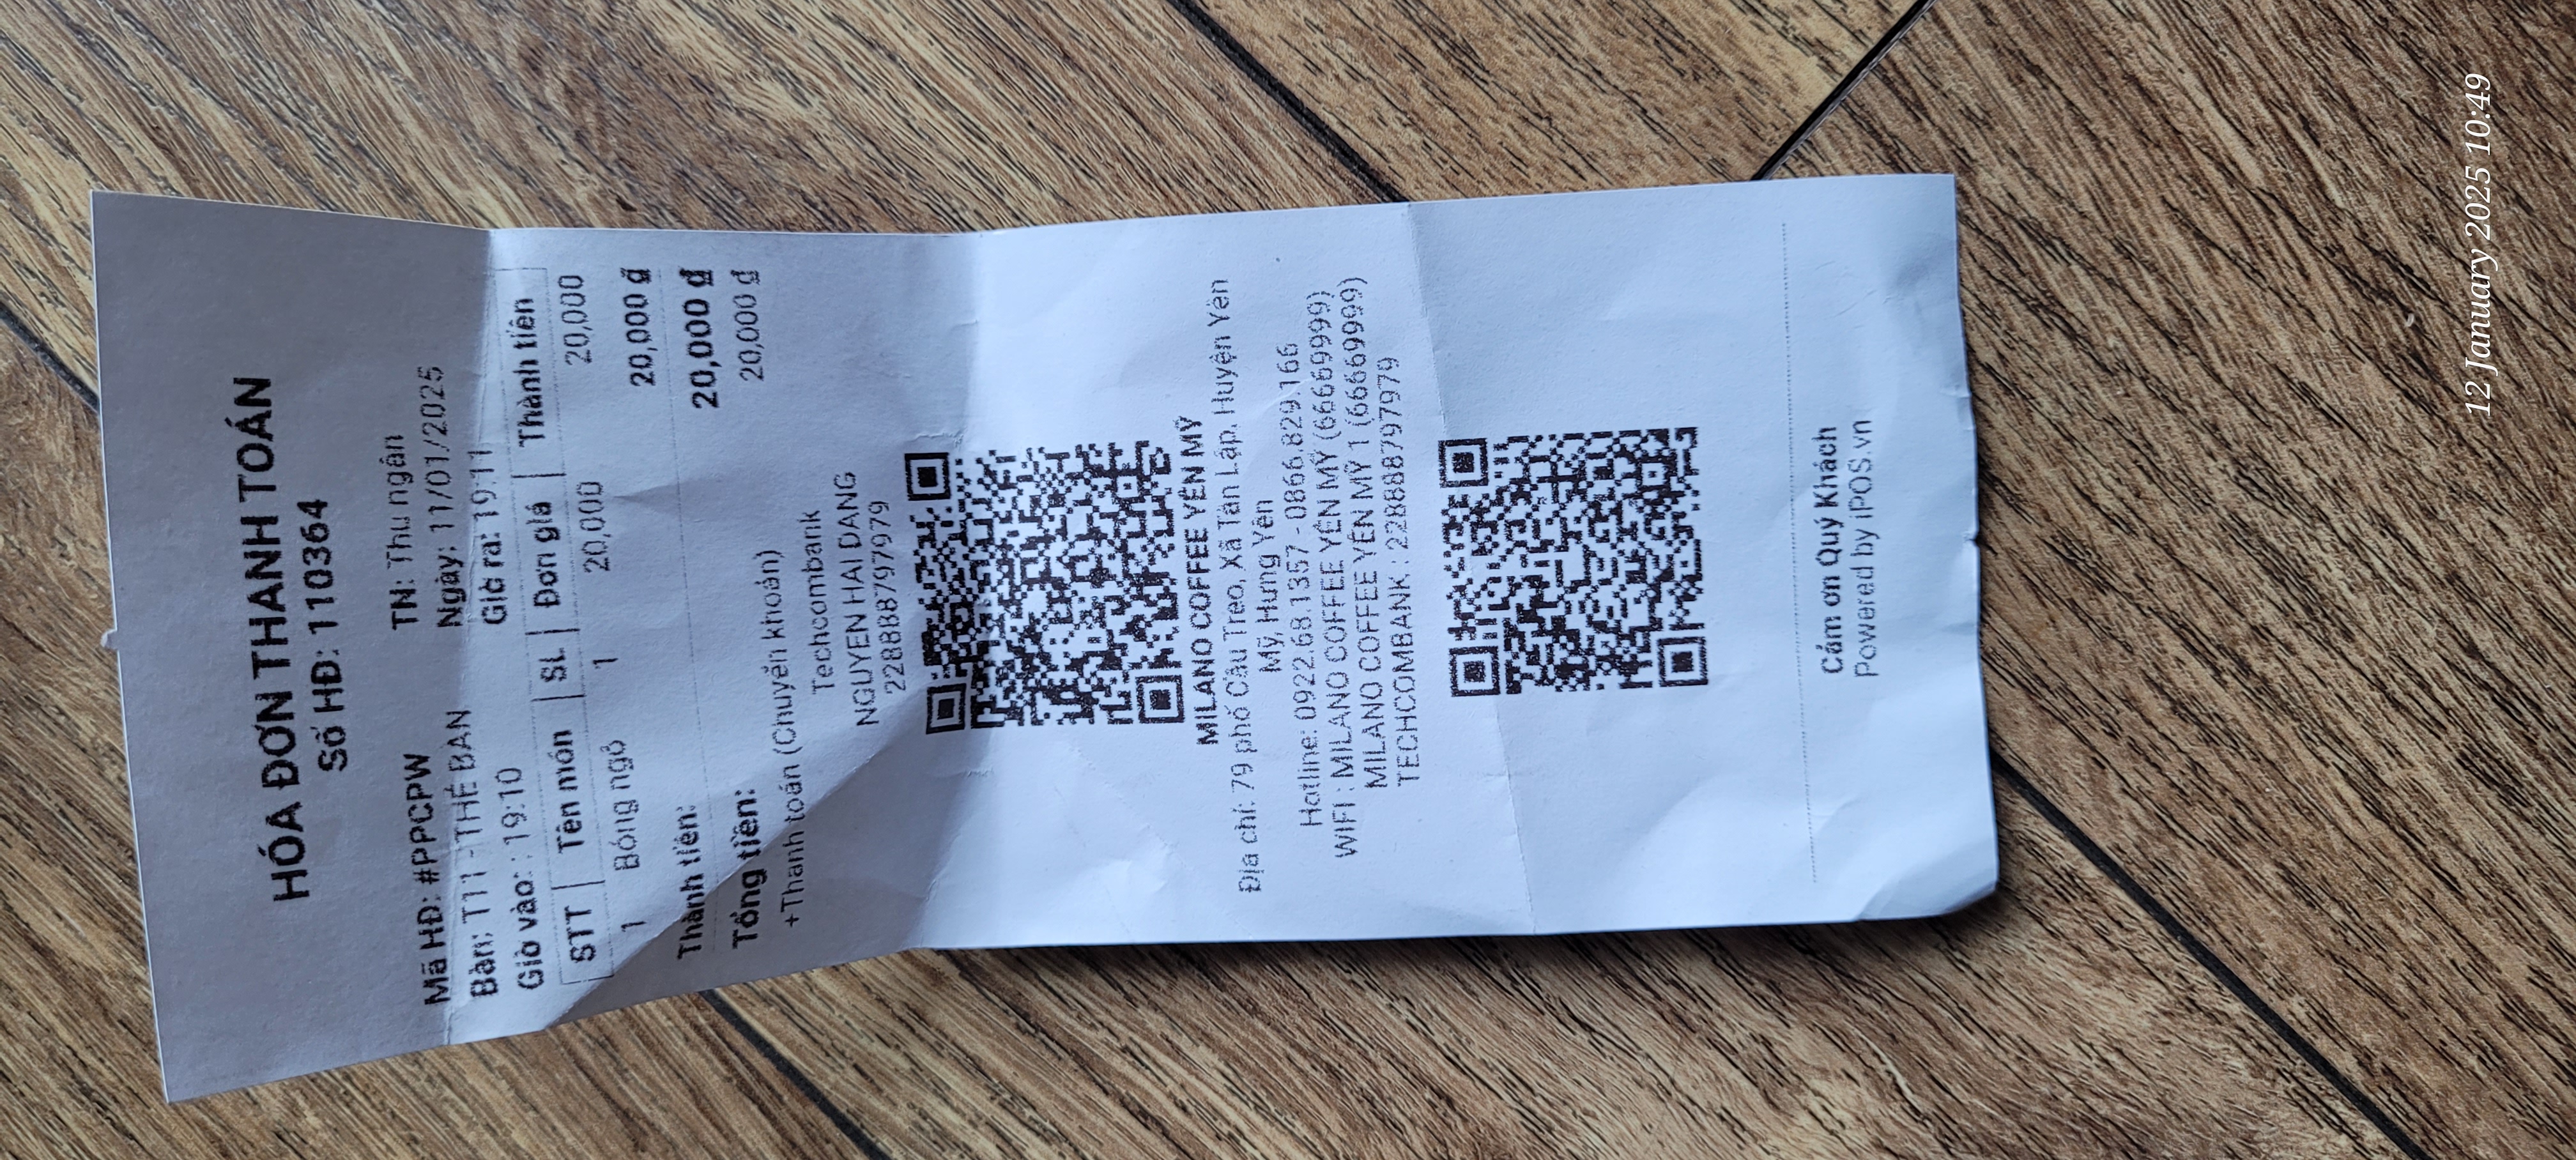 HÓA ĐƠN THANH TOÁN
Số HĐ: 110364
Mã HĐ: #PPCPW TN: Thu ngân
Bàn: T11 - THẺ BÀN Ngày: 11/01/2025
Giờ vào: : 19:10 Giờ ra: 19:11
STT Tên món SL Đơn giá Thành tiền
1 Bỏng ngô 1 20,000 20,000
Thành tiền: 20,000 ₫
Tổng tiền: 20,000 ₫
+Thanh toán (Chuyển khoản) 20,000 ₫
Techcombank
NGUYEN HAI DANG
228888797979
MILANO COFFEE YÊN MỸ
Địa chỉ: 79 phố Cầu Treo, Xã Tân Lập, Huyện Yên
Mỹ, Hưng Yên
Hotline: 0922.68.1357 - 0866.829.166
WIFI : MILANO COFFEE YÊN MỸ (66669999)
MILANO COFFEE YÊN MỸ 1 (66669999)
TECHCOMBANK : 228888797979
Cảm ơn Quý Khách
Powered by iPOS.vn
12 January 2025 10:49